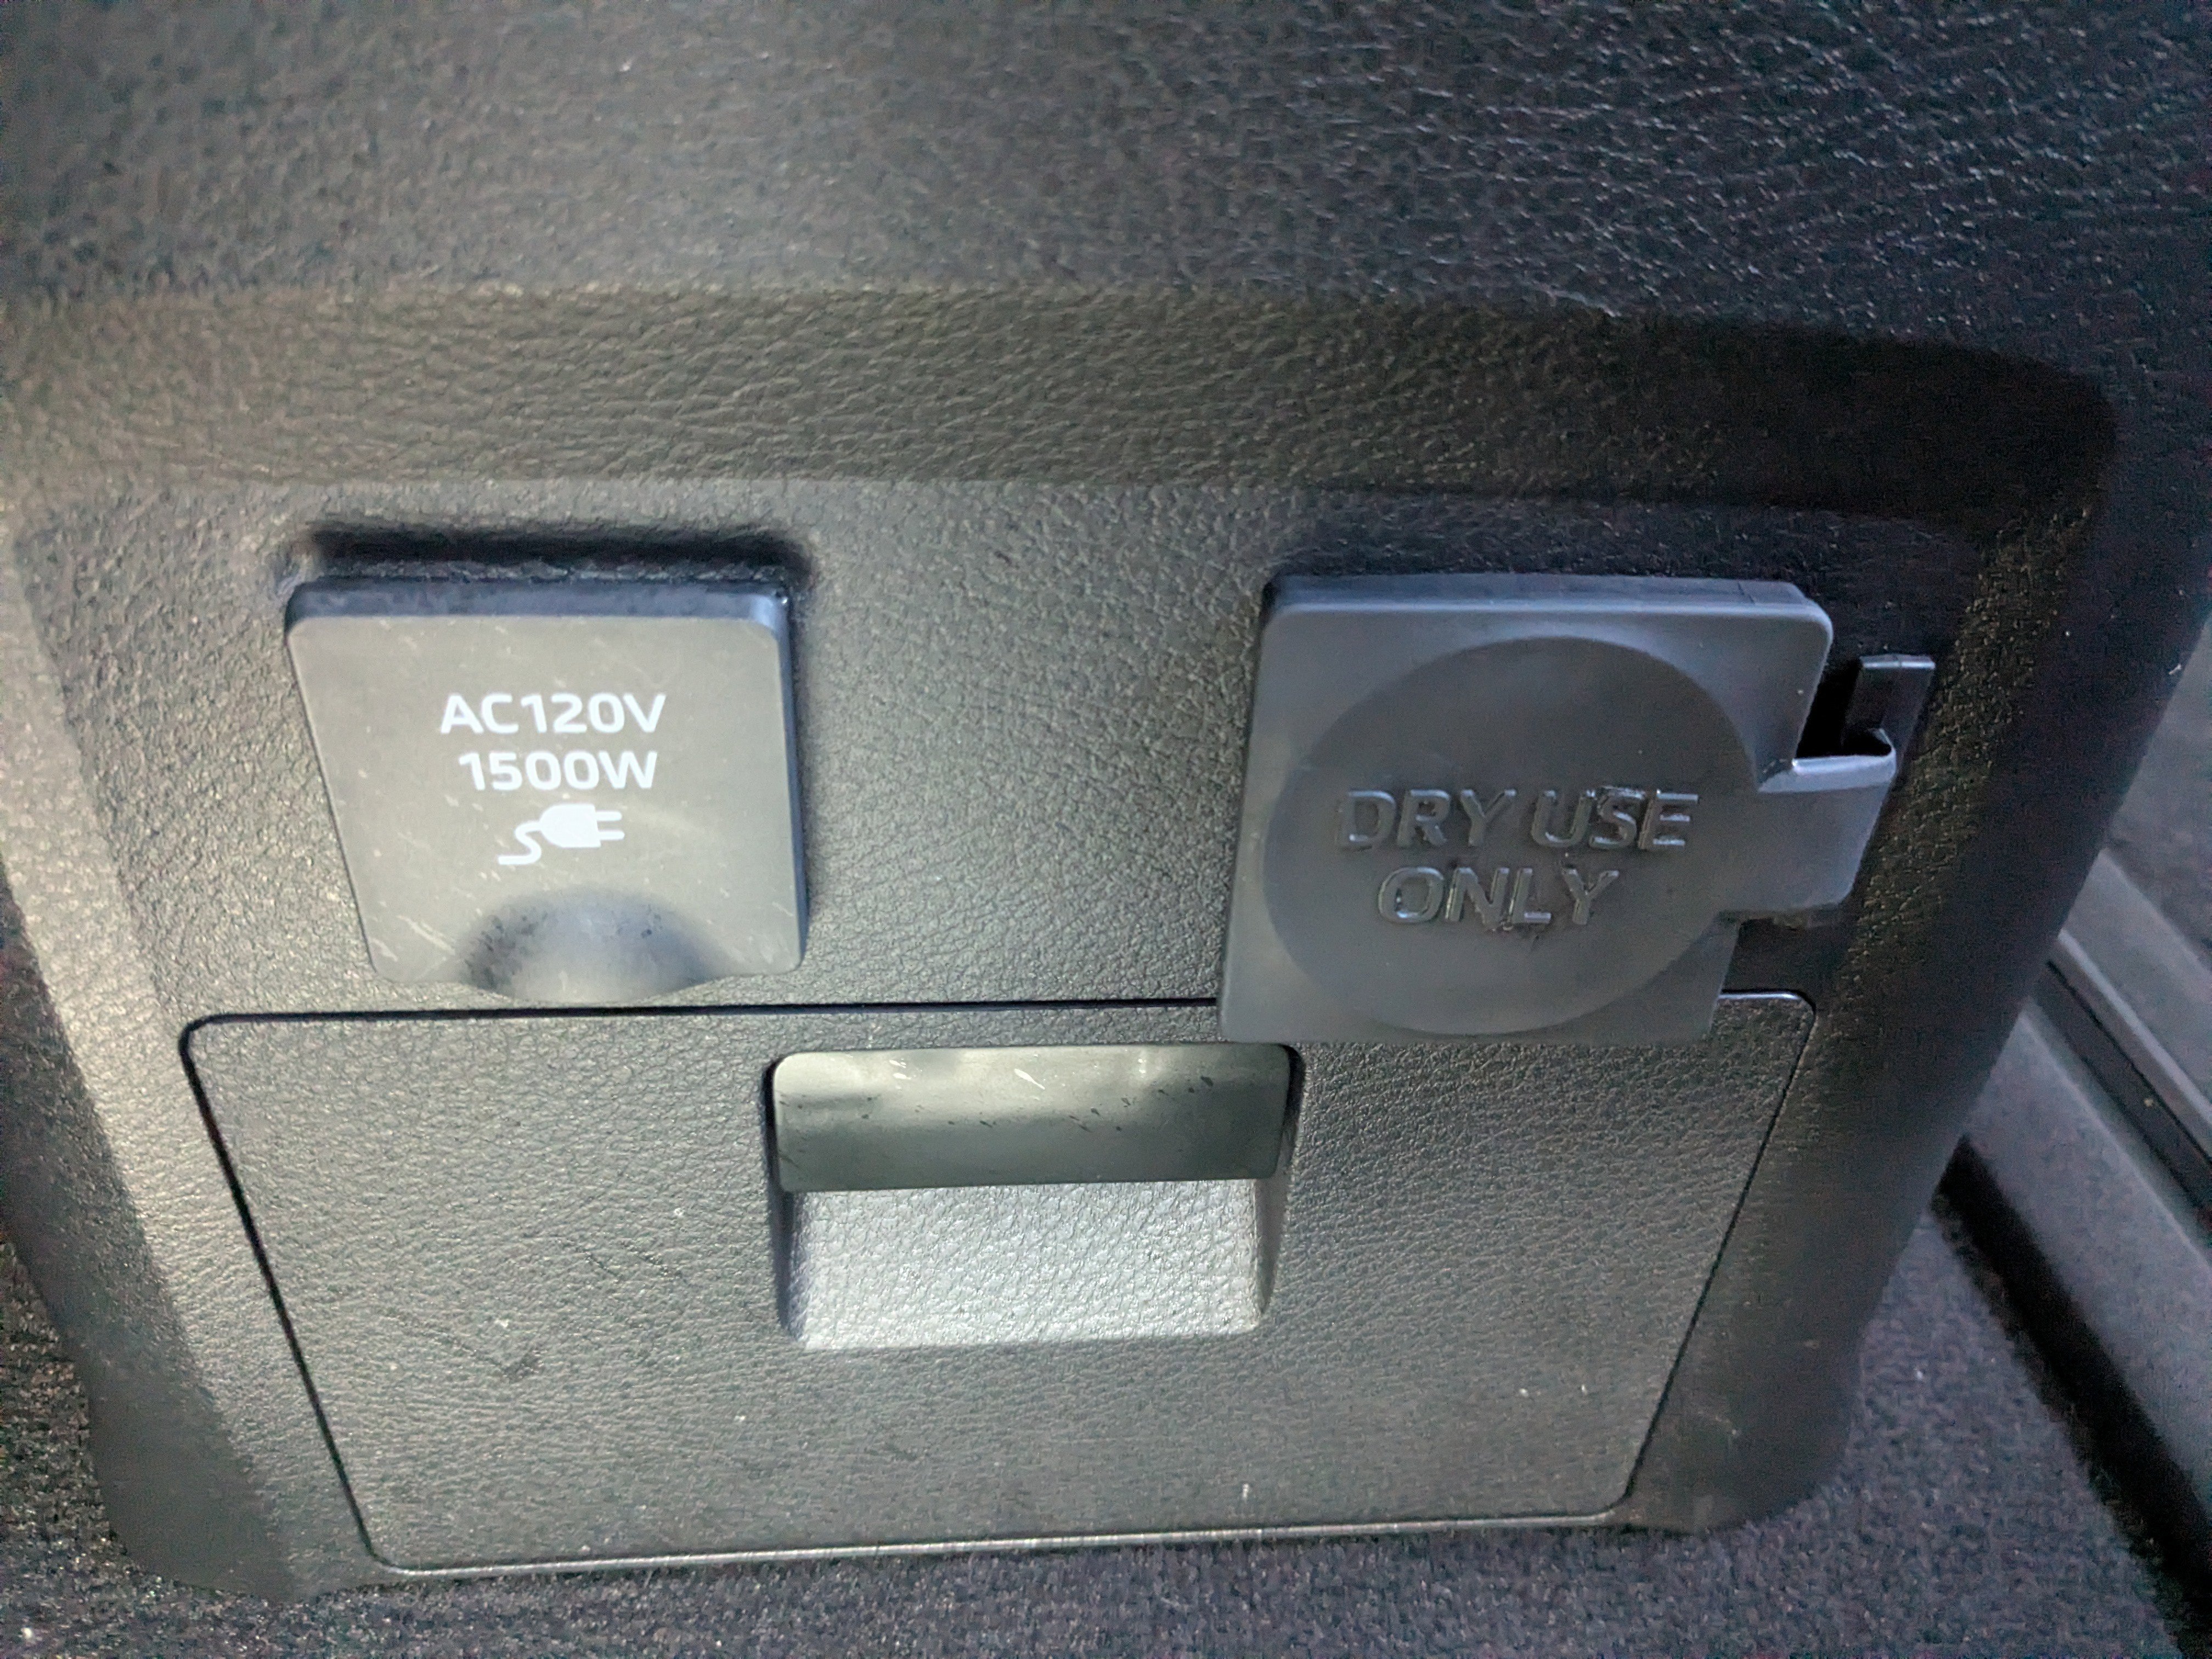 AC120V
1500W
DRY USE
ONLY